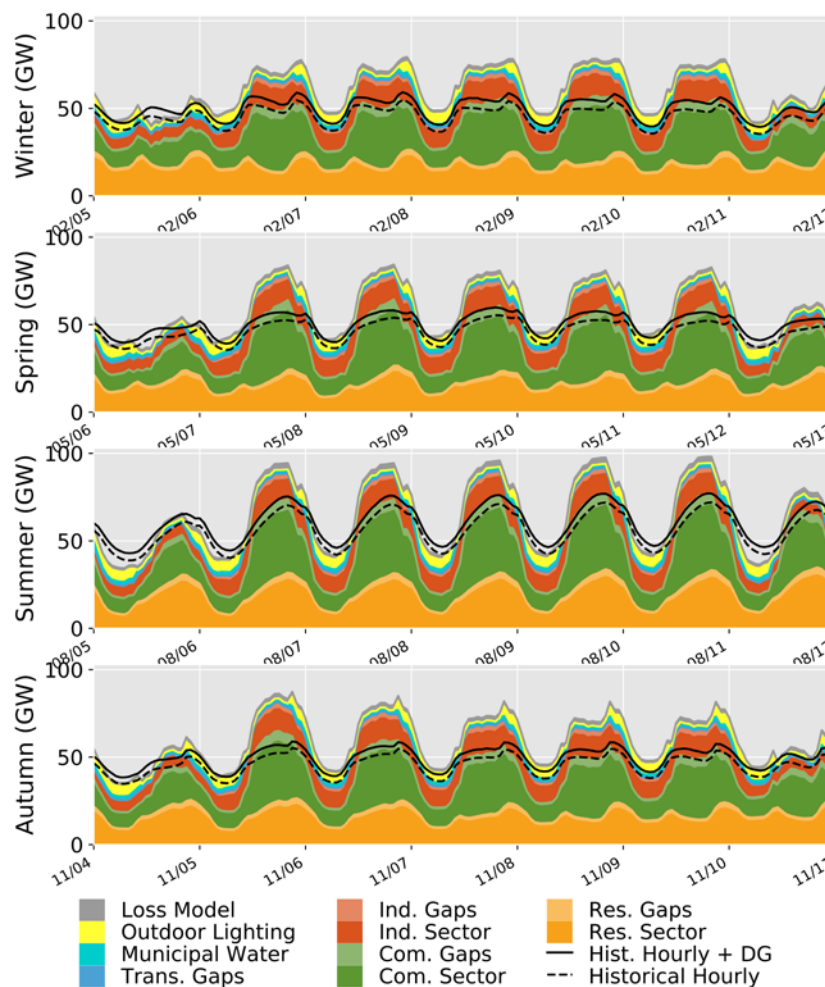 Winter (GW)
100
50
0
02/05 02/06 02/07 02/08 02/09 02/10 02/11
Spring (GW)
100
50
0
05/06 05/07 05/08 05/09 05/10 05/11 05/12
Summer (GW)
100
50
0
08/05 08/06 08/07 08/08 08/09 08/10 08/11
Autumn (GW)
100
50
0
11/04 11/05 11/06 11/07 11/08 11/09 11/10
Loss Model Ind. Gaps Res. Gaps
Outdoor Lighting Ind. Sector Res. Sector
Municipal Water Com. Gaps Hist. Hourly + DG
Trans. Gaps Com. Sector Historical Hourly